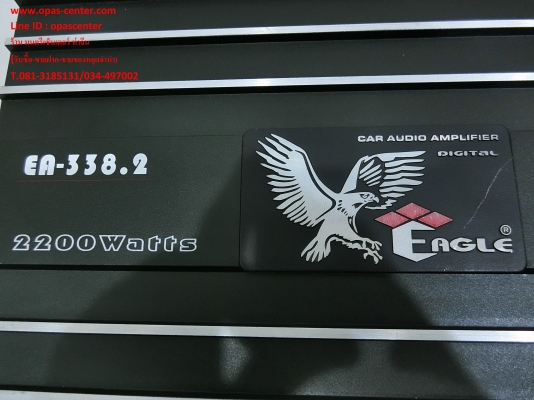 www.opas-center.com
Line ID : opascenter
T.081-3185131/034-497002
CAR AUDIO AMPLIFIER
DIGITAL
EA-338.2
EAGLE ®
2200Watts